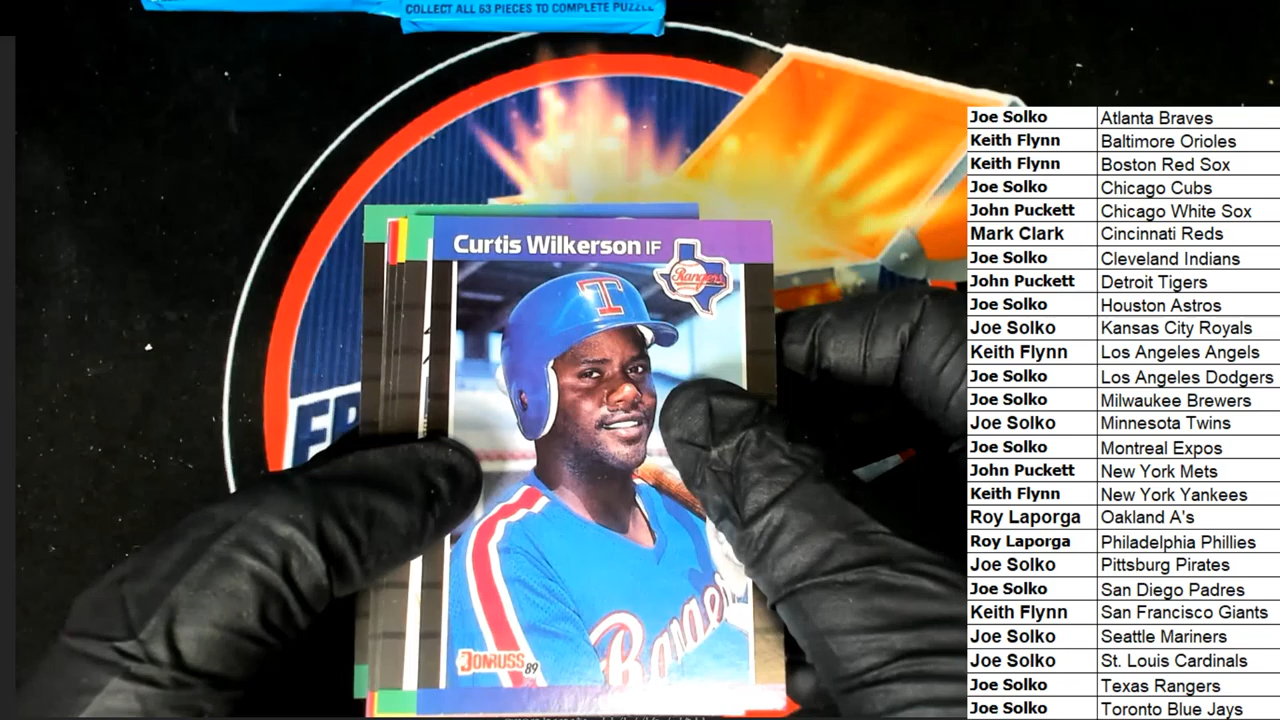 COLLECT ALL 63 PIECES TO COMPLETE PUZZLE
Curtis Wilkerson IF
Rangers
T
Rangers
DONRUSS 89
Joe Solko Atlanta Braves
Keith Flynn Baltimore Orioles
Keith Flynn Boston Red Sox
Joe Solko Chicago Cubs
John Puckett Chicago White Sox
Mark Clark Cincinnati Reds
Joe Solko Cleveland Indians
John Puckett Detroit Tigers
Joe Solko Houston Astros
Joe Solko Kansas City Royals
Keith Flynn Los Angeles Angels
Joe Solko Los Angeles Dodgers
Joe Solko Milwaukee Brewers
Joe Solko Minnesota Twins
Joe Solko Montreal Expos
John Puckett New York Mets
Keith Flynn New York Yankees
Roy Laporga Oakland A's
Roy Laporga Philadelphia Phillies
Joe Solko Pittsburg Pirates
Joe Solko San Diego Padres
Keith Flynn San Francisco Giants
Joe Solko Seattle Mariners
Joe Solko St. Louis Cardinals
Joe Solko Texas Rangers
Joe Solko Toronto Blue Jays